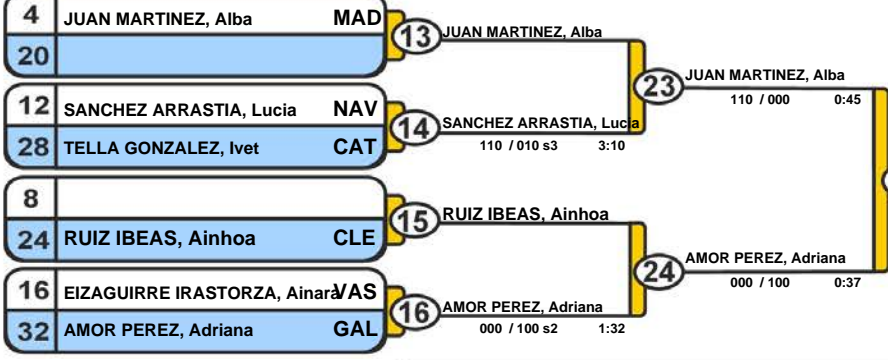 4 JUAN MARTINEZ, Alba MAD
20
13 JUAN MARTINEZ, Alba
12 SANCHEZ ARRASTIA, Lucia NAV
28 TELLA GONZALEZ, Ivet CAT
14 SANCHEZ ARRASTIA, Lucia
110 / 010 s3 3:10
23 JUAN MARTINEZ, Alba
110 / 000 0:45
8
24 RUIZ IBEAS, Ainhoa CLE
15 RUIZ IBEAS, Ainhoa
16 EIZAGUIRRE IRASTORZA, Ainara VAS
32 AMOR PEREZ, Adriana GAL
16 AMOR PEREZ, Adriana
000 / 100 s2 1:32
24 AMOR PEREZ, Adriana
000 / 100 0:37